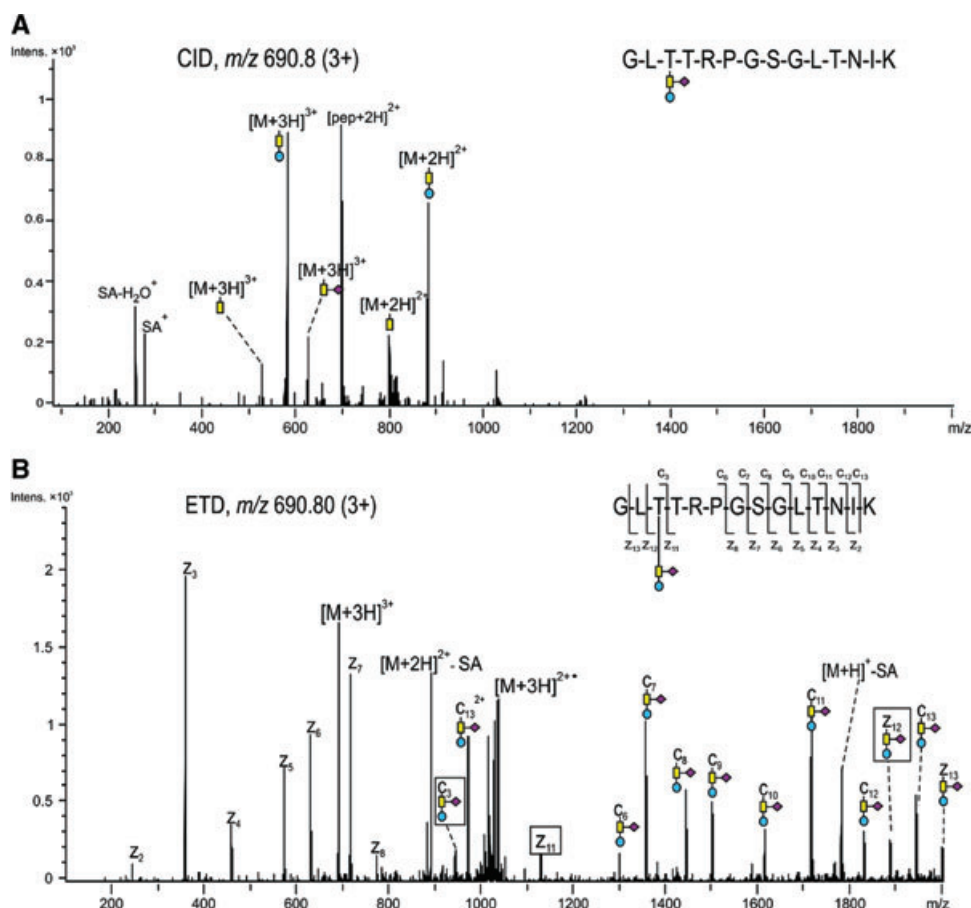 A
Intens. ×10⁵
CID, m/z 690.8 (3+)
G-L-T-T-R-P-G-S-G-L-T-N-I-K
[M+3H]³⁺
[pep+2H]²⁺
[M+2H]²⁺
[M+3H]³⁺
[M+3H]³⁺
[M+2H]²⁺
SA-H₂O⁺
SA⁺
1
0.8
0.6
0.4
0.2
0
200 400 600 800 1000 1200 1400 1600 1800 m/z
B
Intens. ×10⁵
ETD, m/z 690.80 (3+)
C₃ C₆ C₇ C₈ C₉ C₁₀ C₁₁ C₁₂ C₁₃
G-L-T-T-R-P-G-S-G-L-T-N-I-K
Z₁₃ Z₁₂ Z₁₁ Z₈ Z₇ Z₆ Z₅ Z₄ Z₃ Z₂
Z₃
[M+3H]³⁺
Z₇
[M+2H]²⁺ - SA
[M+3H]²⁺•
C₁₃²⁺
Z₆
Z₅
Z₄
Z₂
Z₈
C₃
Z₁₁
C₆
C₇
C₈
C₉
C₁₀
C₁₁
[M+H]⁺-SA
C₁₂
Z₁₂
C₁₃
Z₁₃
2
1.5
1
0.5
0
200 400 600 800 1000 1200 1400 1600 1800 m/z